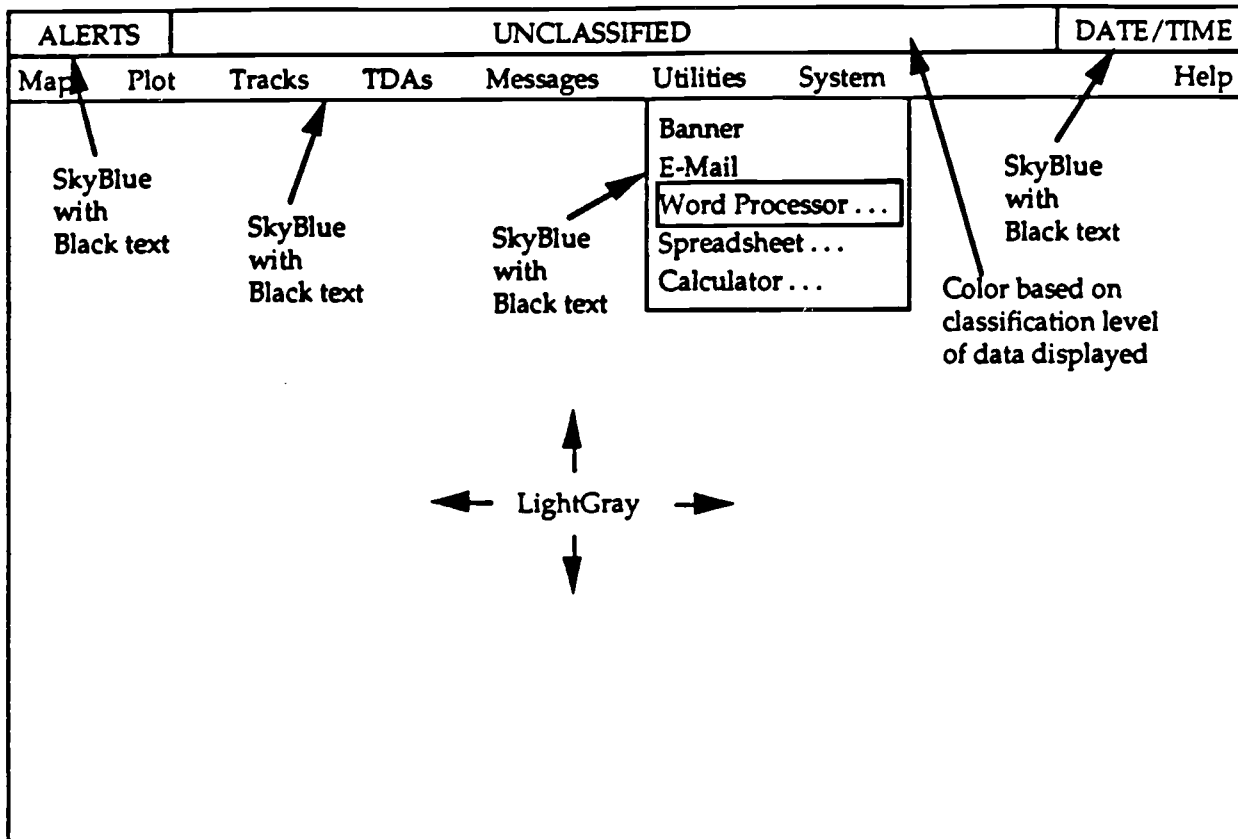 ALERTS UNCLASSIFIED DATE/TIME
Map Plot Tracks TDAs Messages Utilities System Help
Banner
E-Mail
Word Processor . . .
Spreadsheet . . .
Calculator . . .
SkyBlue
with
Black text
SkyBlue
with
Black text
SkyBlue
with
Black text
SkyBlue
with
Black text
Color based on
classification level
of data displayed
LightGray